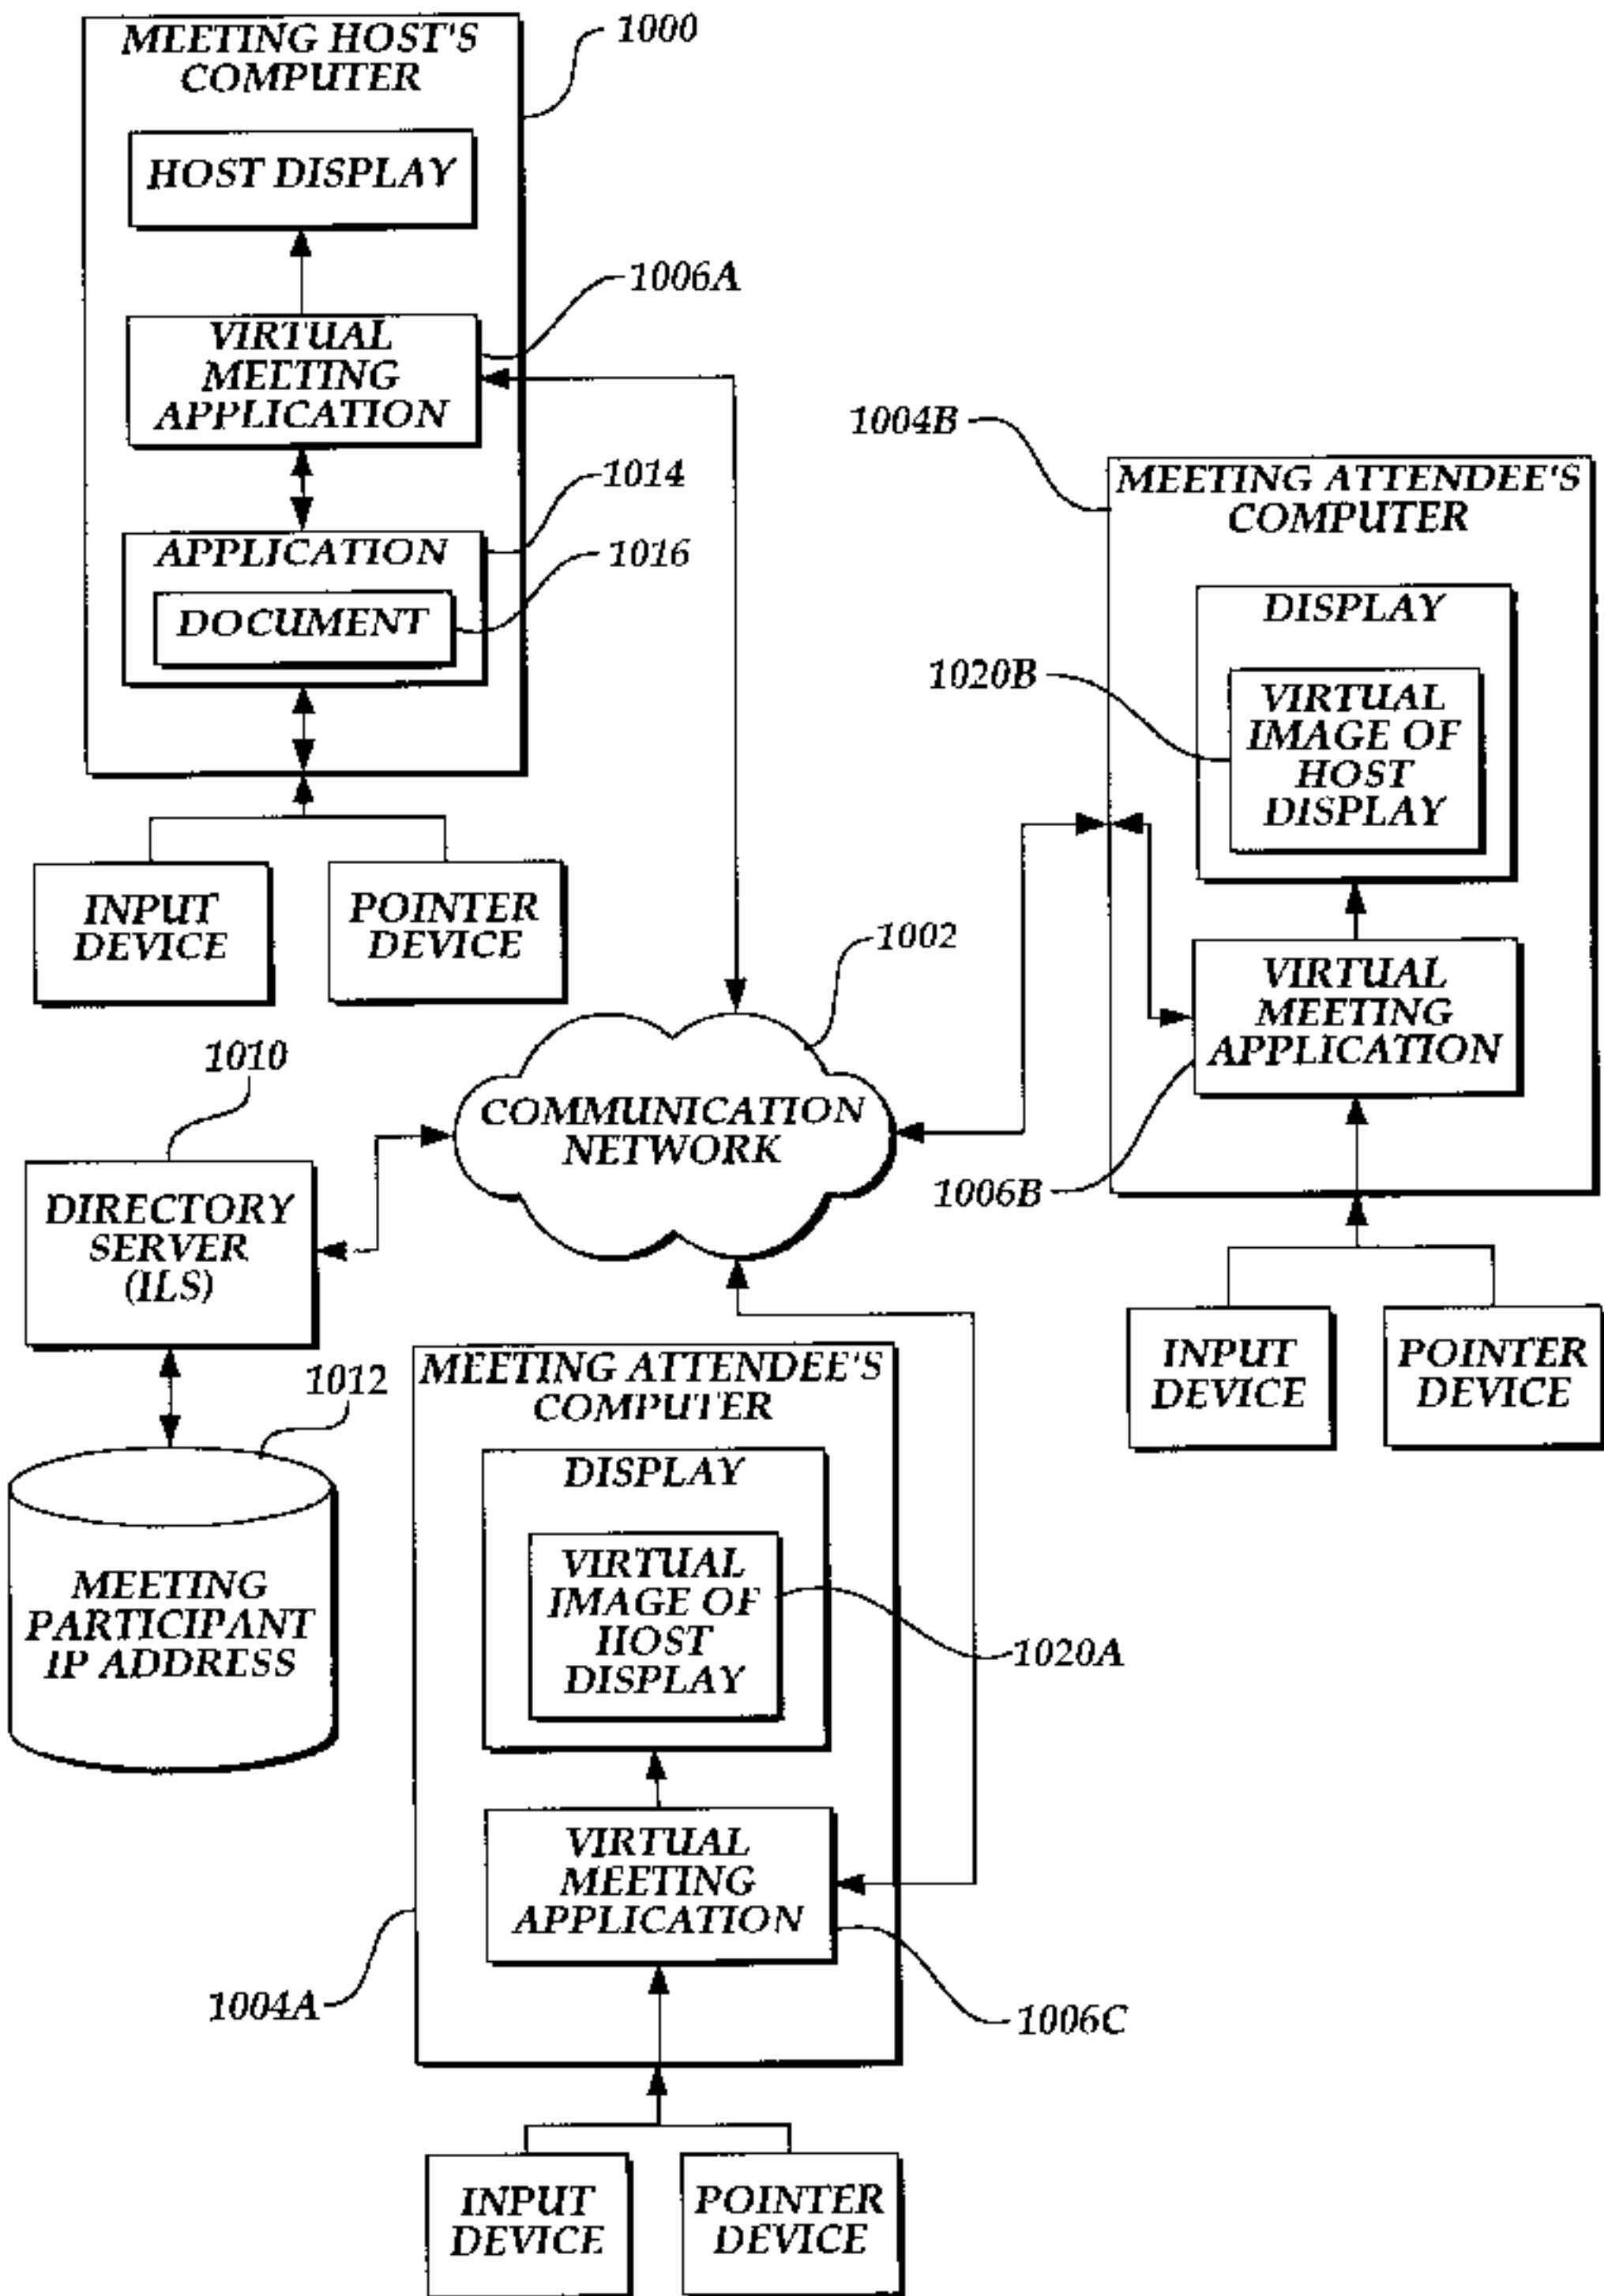 MEETING HOST'S
COMPUTER
1000
HOST DISPLAY
1006A
VIRTUAL
MEETING
APPLICATION
1014
APPLICATION
1016
DOCUMENT
INPUT
DEVICE
POINTER
DEVICE
1004B
MEETING ATTENDEE'S
COMPUTER
DISPLAY
1020B
VIRTUAL
IMAGE OF
HOST
DISPLAY
VIRTUAL
MEETING
APPLICATION
1006B
INPUT
DEVICE
POINTER
DEVICE
1002
COMMUNICATION
NETWORK
1010
DIRECTORY
SERVER
(ILS)
1012
MEETING
PARTICIPANT
IP ADDRESS
MEETING ATTENDEE'S
COMPUTER
DISPLAY
VIRTUAL
IMAGE OF
HOST
DISPLAY
1020A
VIRTUAL
MEETING
APPLICATION
1004A
1006C
INPUT
DEVICE
POINTER
DEVICE